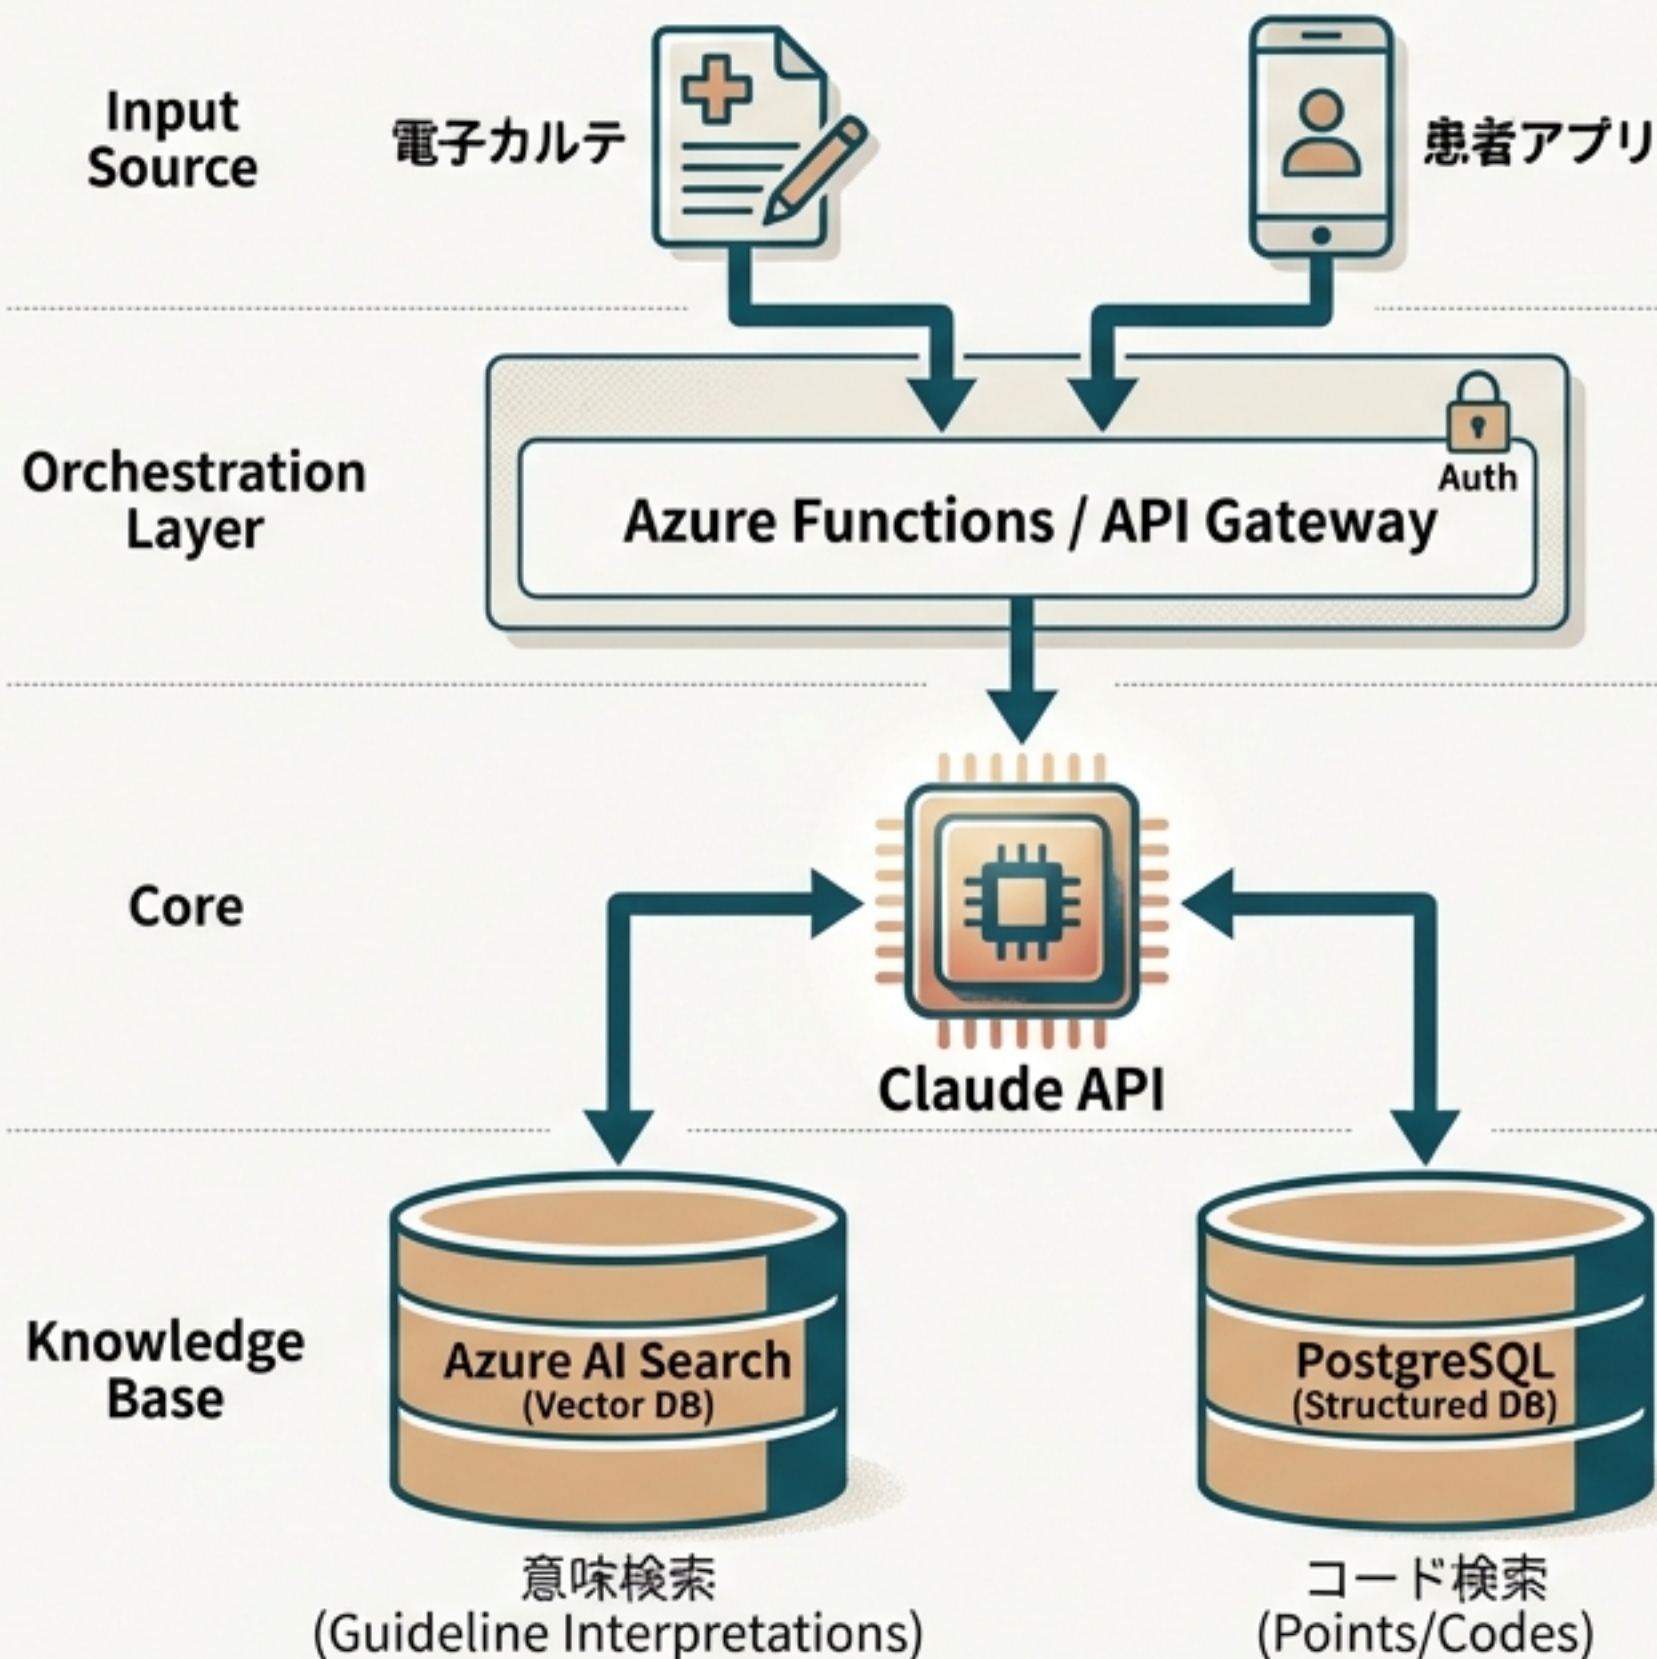 Input
Source
電子カルテ
患者アプリ
Orchestration
Layer
Azure Functions / API Gateway
Auth
Core
Claude API
Knowledge
Base
Azure AI Search
(Vector DB)
PostgreSQL
(Structured DB)
意味検索
(Guideline Interpretations)
コード検索
(Points/Codes)